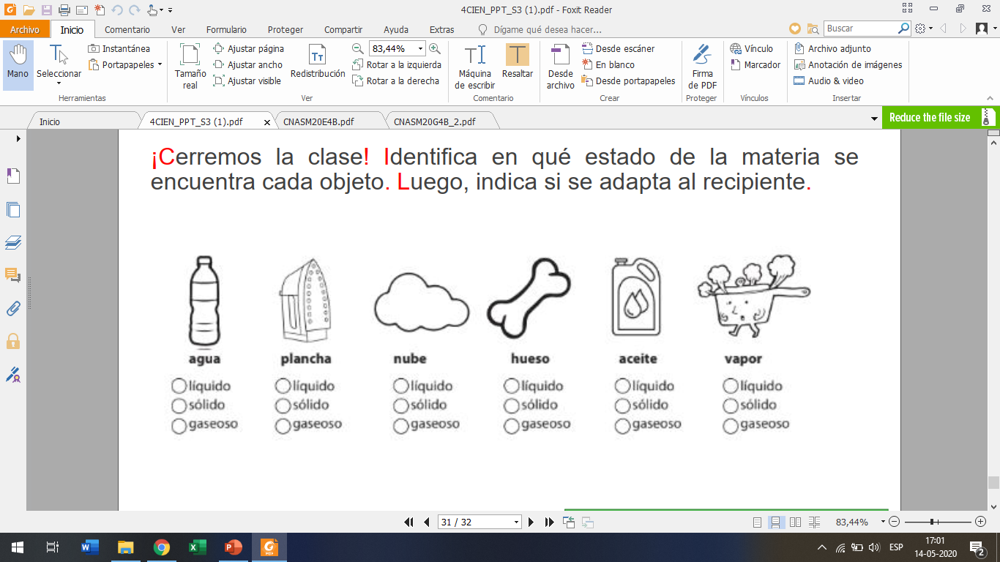 4CIEN_PPT_S3 (1).pdf - Foxit Reader
Archivo Inicio Comentario Ver Formulario Proteger Compartir Ayuda Extras Dígame qué desea hacer... Buscar
Mano
Seleccionar
Instantánea
Portapapeles
Herramientas
Tamaño real
Ajustar página
Ajustar ancho
Ajustar visible
Redistribución
83,44%
Rotar a la izquierda
Rotar a la derecha
Ver
Máquina de escribir
Resaltar
Comentario
Desde archivo
Desde escáner
En blanco
Desde portapapeles
Crear
Firma de PDF
Proteger
Vínculo
Marcador
Vínculos
Archivo adjunto
Anotación de imágenes
Audio & video
Insertar
Inicio 4CIEN_PPT_S3 (1).pdf CNASM20E4B.pdf CNASM20G4B_2.pdf Reduce the file size
¡Cerremos la clase! Identifica en qué estado de la materia se
encuentra cada objeto. Luego, indica si se adapta al recipiente.
agua plancha nube hueso aceite vapor
líquido líquido líquido líquido líquido líquido
sólido sólido sólido sólido sólido sólido
gaseoso gaseoso gaseoso gaseoso gaseoso gaseoso
31 / 32 83,44%
ESP 17:01
14-05-2020 2